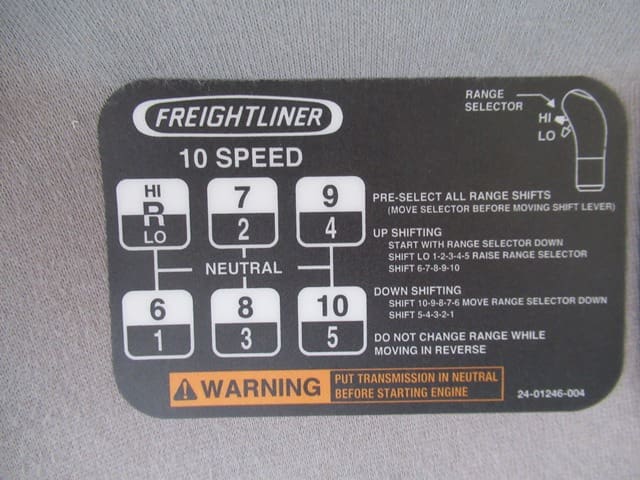 FREIGHTLINER
10 SPEED
RANGE
SELECTOR
HI
LO
HI
R
LO
7
2
9
4
NEUTRAL
6
1
8
3
10
5
PRE-SELECT ALL RANGE SHIFTS
(MOVE SELECTOR BEFORE MOVING SHIFT LEVER)
UP SHIFTING
START WITH RANGE SELECTOR DOWN
SHIFT LO 1-2-3-4-5 RAISE RANGE SELECTOR
SHIFT 6-7-8-9-10
DOWN SHIFTING
SHIFT 10-9-8-7-6 MOVE RANGE SELECTOR DOWN
SHIFT 5-4-3-2-1
DO NOT CHANGE RANGE WHILE
MOVING IN REVERSE
WARNING
PUT TRANSMISSION IN NEUTRAL
BEFORE STARTING ENGINE
24-01246-004